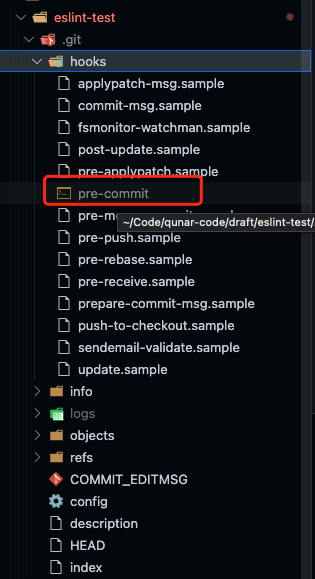 eslint-test
.git
hooks
applypatch-msg.sample
commit-msg.sample
fsmonitor-watchman.sample
post-update.sample
pre-applypatch.sample
pre-commit
~/Code/qunar-code/draft/eslint-test/.
pre-push.sample
pre-rebase.sample
pre-receive.sample
prepare-commit-msg.sample
push-to-checkout.sample
sendemail-validate.sample
update.sample
info
logs
objects
refs
COMMIT_EDITMSG
config
description
HEAD
index